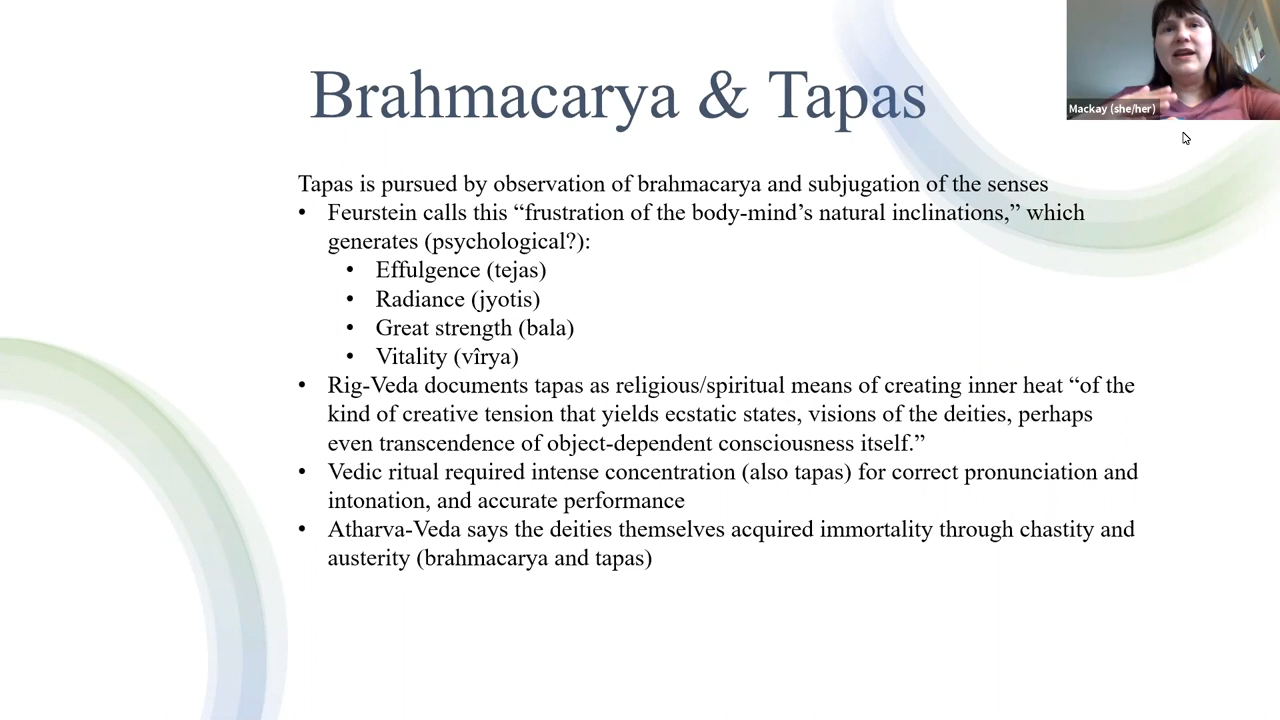 Brahmacarya & Tapas
Mackay (she/her)
Tapas is pursued by observation of brahmacarya and subjugation of the senses
• Feurstein calls this “frustration of the body-mind’s natural inclinations,” which
generates (psychological?):
• Effulgence (tejas)
• Radiance (jyotis)
• Great strength (bala)
• Vitality (vîrya)
• Rig-Veda documents tapas as religious/spiritual means of creating inner heat “of the
kind of creative tension that yields ecstatic states, visions of the deities, perhaps
even transcendence of object-dependent consciousness itself.”
• Vedic ritual required intense concentration (also tapas) for correct pronunciation and
intonation, and accurate performance
• Atharva-Veda says the deities themselves acquired immortality through chastity and
austerity (brahmacarya and tapas)